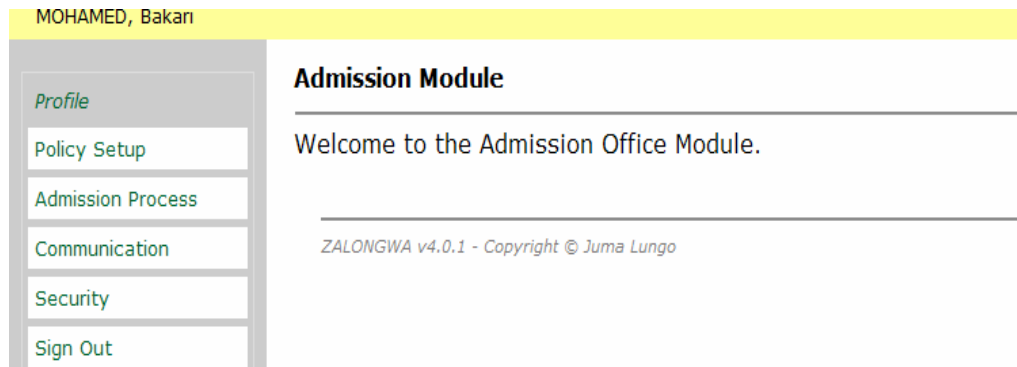 MOHAMED, Bakari
Profile
Policy Setup
Admission Process
Communication
Security
Sign Out
Admission Module
Welcome to the Admission Office Module.
ZALONGWA v4.0.1 - Copyright © Juma Lungo